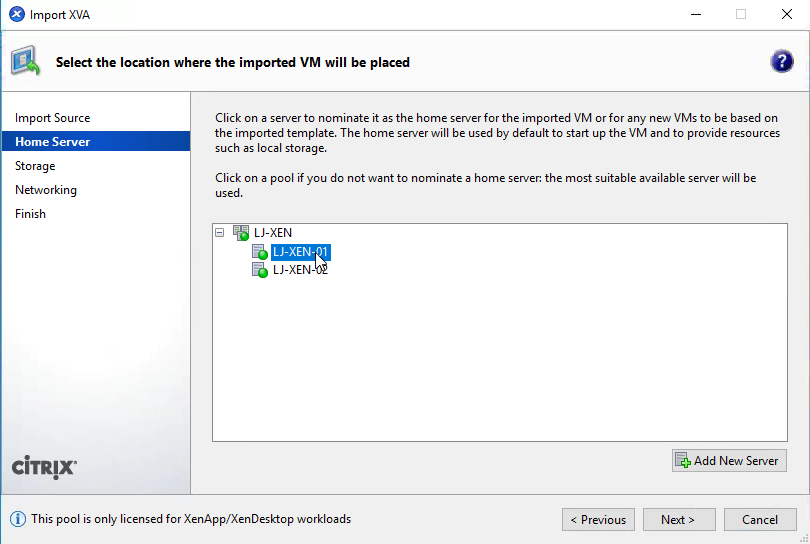 Import XVA
Select the location where the imported VM will be placed
?
Import Source
Home Server
Storage
Networking
Finish
Click on a server to nominate it as the home server for the imported VM or for any new VMs to be based on
the imported template. The home server will be used by default to start up the VM and to provide resources
such as local storage.
Click on a pool if you do not want to nominate a home server: the most suitable available server will be
used.
LJ-XEN
LJ-XEN-01
LJ-XEN-02
Add New Server
CİTRIX
This pool is only licensed for XenApp/XenDesktop workloads
< Previous
Next >
Cancel